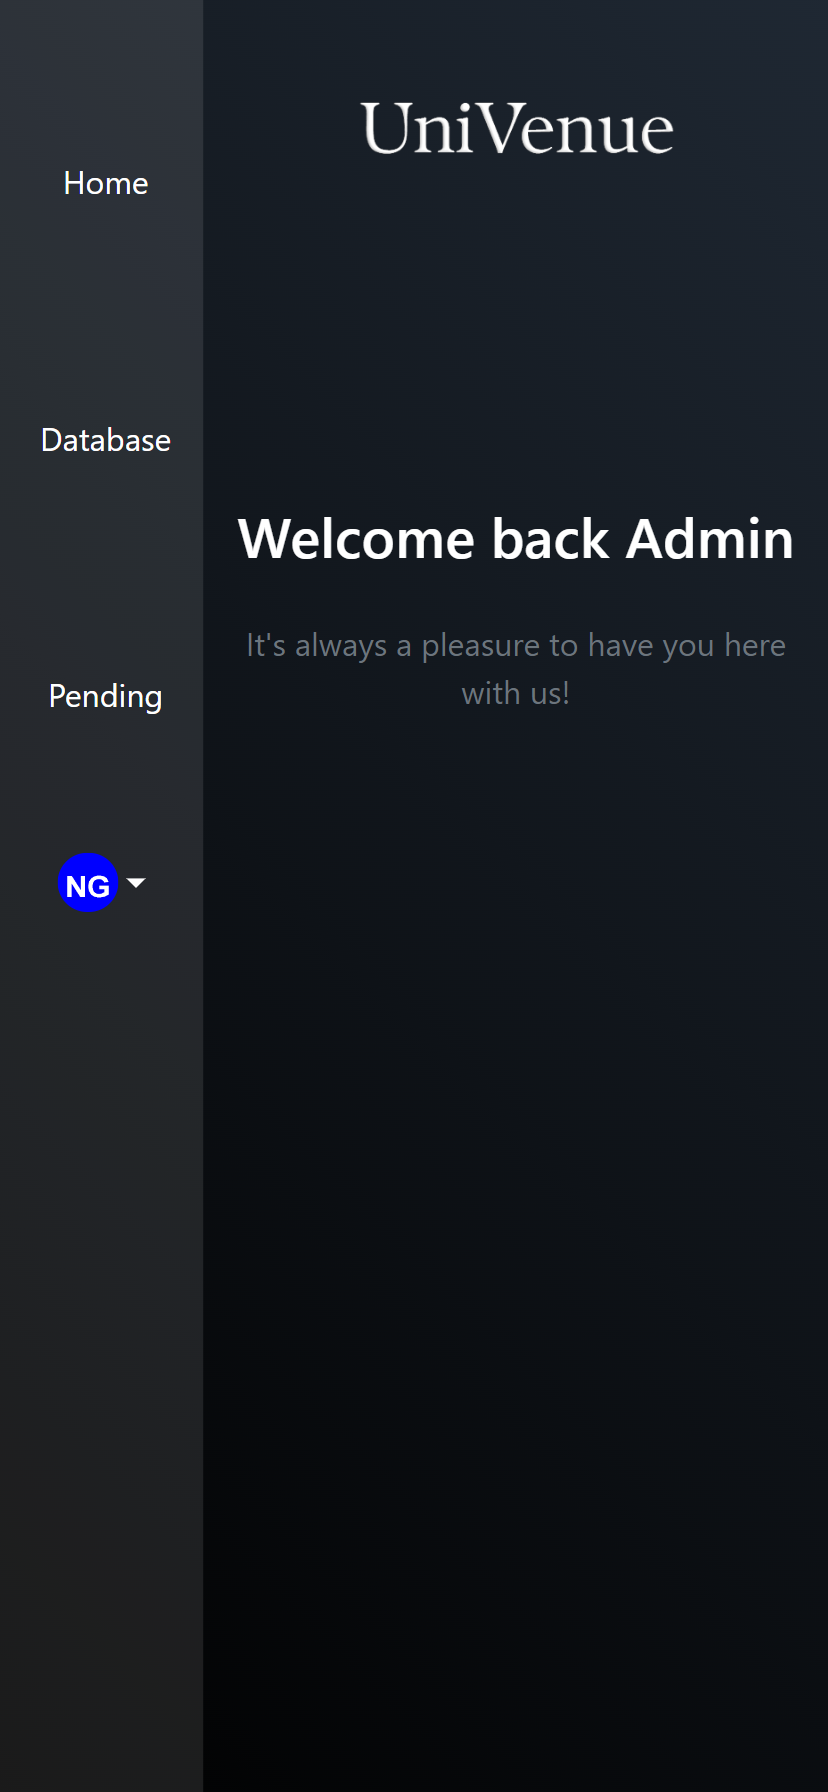 UniVenue
Home
Database
Pending
NG
Welcome back Admin
It's always a pleasure to have you here
with us!